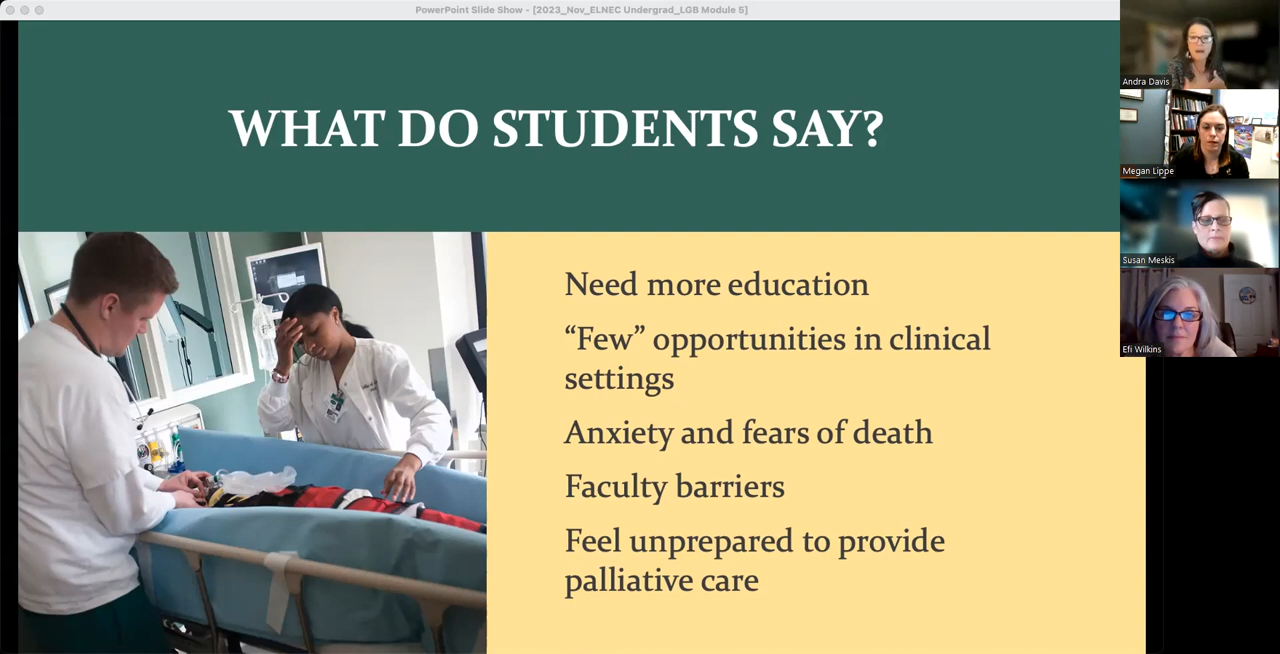 PowerPoint Slide Show - [2023_Nov_ELNEC Undergrad_LGB Module 5]
WHAT DO STUDENTS SAY?
Need more education
“Few” opportunities in clinical
settings
Anxiety and fears of death
Faculty barriers
Feel unprepared to provide
palliative care
Andra Davis
Megan Lippe
Susan Meskis
Efi Wilkins